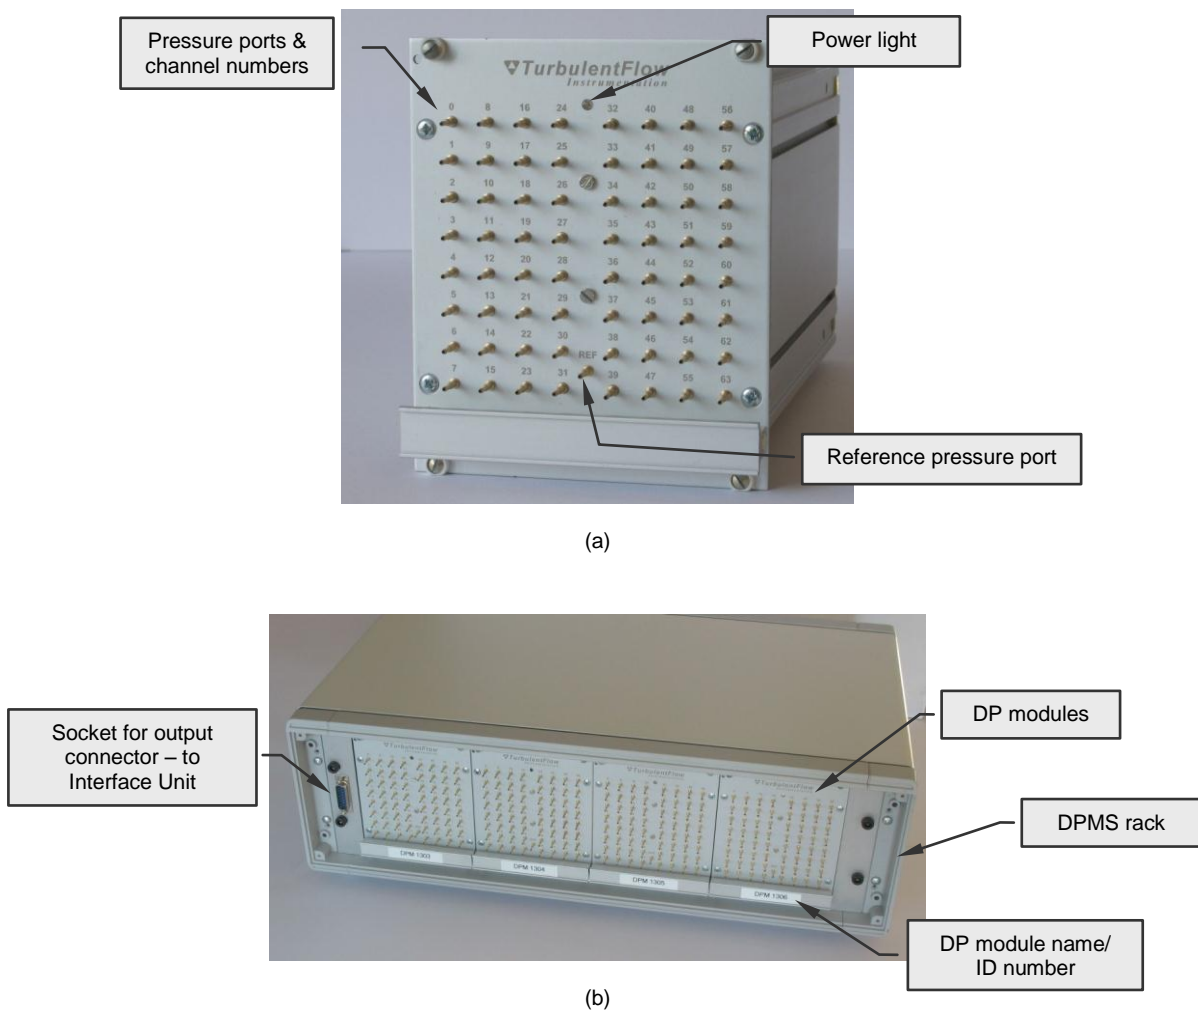 Pressure ports &
channel numbers
Power light
TurbulentFlow
Instrumentation
0 8 16 24 32 40 48 56
1 9 17 25 33 41 49 57
2 10 18 26 34 42 50 58
3 11 19 27 35 43 51 59
4 12 20 28 36 44 52 60
5 13 21 29 37 45 53 61
6 14 22 30 38 46 54 62
REF
7 15 23 31 39 47 55 63
Reference pressure port
(a)
Socket for output
connector – to
Interface Unit
DP modules
DPMS rack
TurbulentFlow TurbulentFlow TurbulentFlow TurbulentFlow
DPM 1303 DPM 1304 DPM 1305 DPM 1306
DP module name/
ID number
(b)